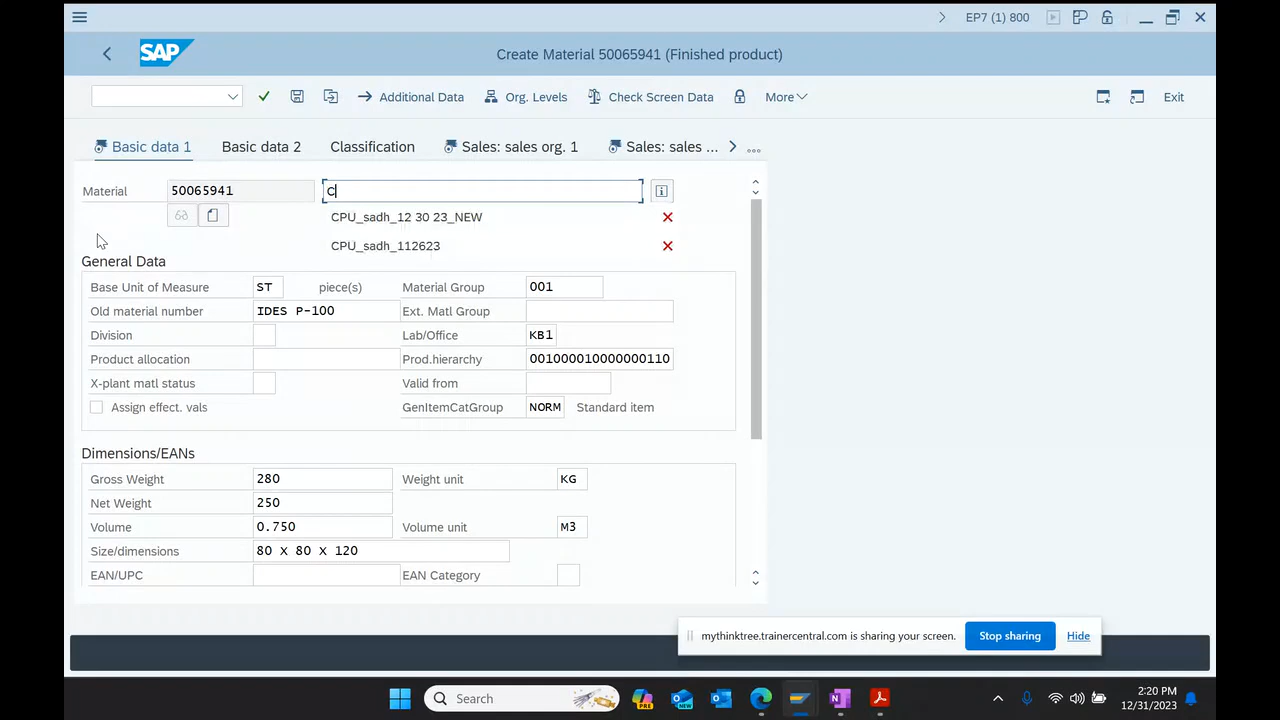 EP7 (1) 800
SAP
Create Material 50065941 (Finished product)
Additional Data
Org. Levels
Check Screen Data
More
Exit
Basic data 1
Basic data 2
Classification
Sales: sales org. 1
Sales: sales ...
Material
50065941
C
CPU_sadh_12 30 23_NEW
CPU_sadh_112623
General Data
Base Unit of Measure ST piece(s) Material Group 001
Old material number IDES P-100 Ext. Matl Group
Division Lab/Office KB1
Product allocation Prod.hierarchy 001000010000000110
X-plant matl status Valid from
Assign effect. vals GenItemCatGroup NORM Standard item
Dimensions/EANs
Gross Weight 280 Weight unit KG
Net Weight 250
Volume 0.750 Volume unit M3
Size/dimensions 80 x 80 x 120
EAN/UPC EAN Category
mythinktree.trainercentral.com is sharing your screen. Stop sharing Hide
Search
PRE
NEW
2:20 PM
12/31/2023